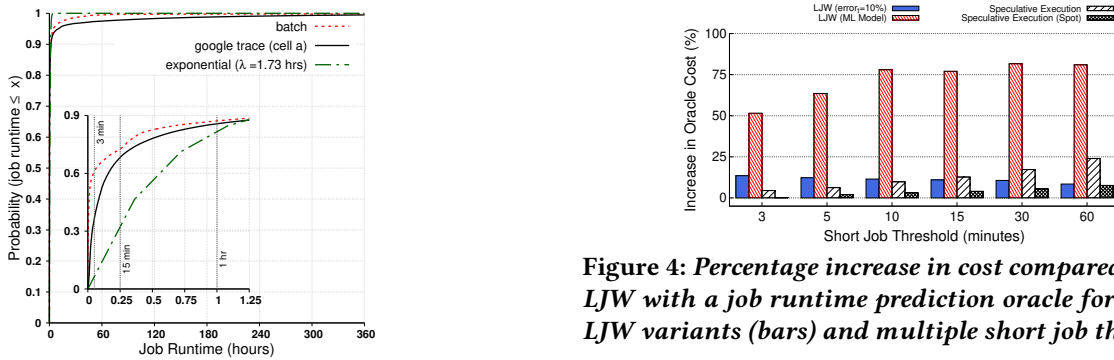 1
0.9
0.8
0.7
0.6
0.5
0.4
0.3
0.2
0.1
0
Probability (job runtime ≤ x)
batch
google trace (cell a)
exponential (λ =1.73 hrs)
0.9
0.6
0.3
0
3 min
15 min
1 hr
0 0.25 0.5 0.75 1 1.25
0 60 120 180 240 300 360
Job Runtime (hours)
LJW (error_t=10%)
LJW (ML Model)
Speculative Execution
Speculative Execution (Spot)
100
75
50
25
0
Increase in Oracle Cost (%)
3 5 10 15 30 60
Short Job Threshold (minutes)
Figure 4: Percentage increase in cost compared
LJW with a job runtime prediction oracle for
LJW variants (bars) and multiple short job th